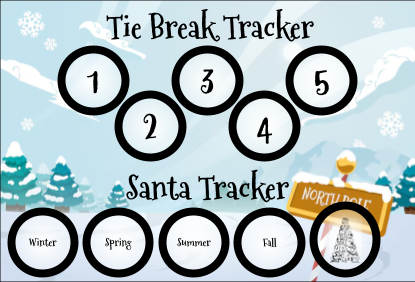 Tie Break Tracker
1 3 5
2 4
Santa Tracker
NORTH POLE
Winter Spring Summer Fall